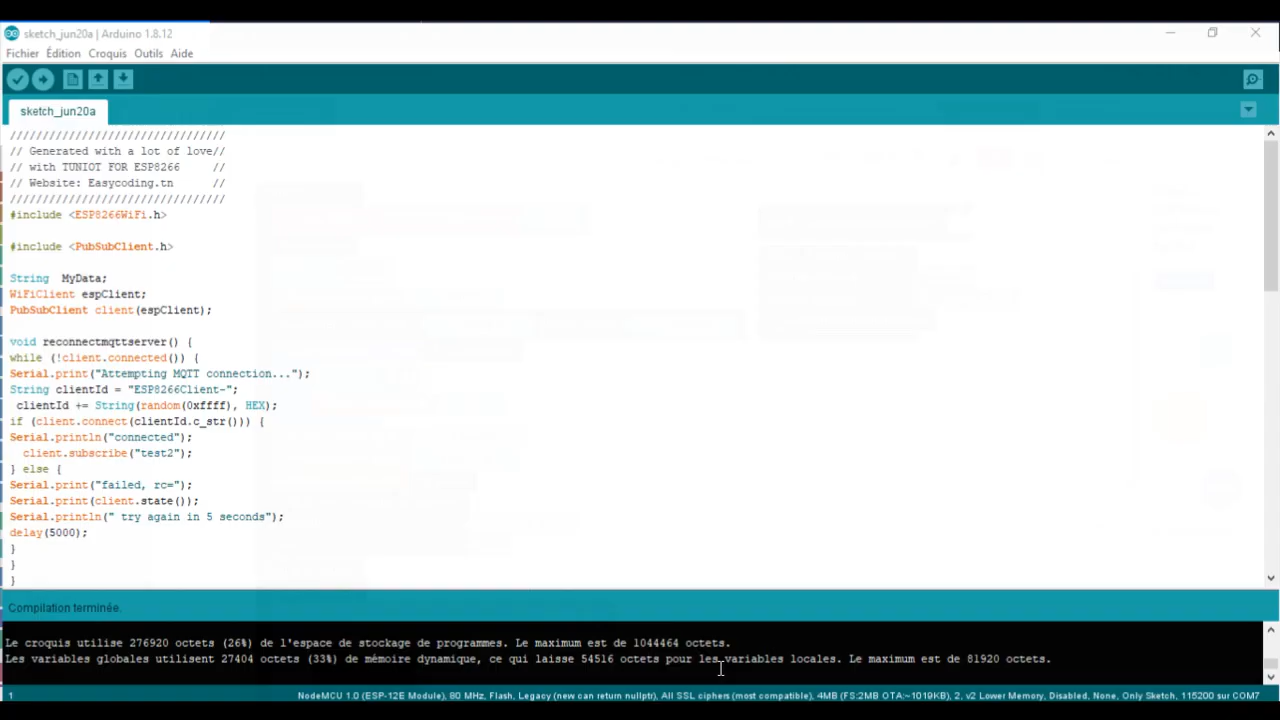 sketch_jun20a | Arduino 1.8.12
Fichier Édition Croquis Outils Aide
sketch_jun20a
/////////////////////////////////
// Generated with a lot of love//
// with TUNIOT FOR ESP8266 //
// Website: Easycoding.tn //
/////////////////////////////////
#include <ESP8266WiFi.h>
#include <PubSubClient.h>
String MyData;
WiFiClient espClient;
PubSubClient client(espClient);
void reconnectmqttserver() {
while (!client.connected()) {
Serial.print("Attempting MQTT connection...");
String clientId = "ESP8266Client-";
clientId += String(random(0xffff), HEX);
if (client.connect(clientId.c_str())) {
Serial.println("connected");
client.subscribe("test2");
} else {
Serial.print("failed, rc=");
Serial.print(client.state());
Serial.println(" try again in 5 seconds");
delay(5000);
}
}
}
Compilation terminée.
Le croquis utilise 276920 octets (26%) de l'espace de stockage de programmes. Le maximum est de 1044464 octets.
Les variables globales utilisent 27404 octets (33%) de mémoire dynamique, ce qui laisse 54516 octets pour les variables locales. Le maximum est de 81920 octets.
1 NodeMCU 1.0 (ESP-12E Module), 80 MHz, Flash, Legacy (new can return nullptr), All SSL ciphers (most compatible), 4MB (FS:2MB OTA:~1019KB), 2, v2 Lower Memory, Disabled, None, Only Sketch, 115200 sur COM7